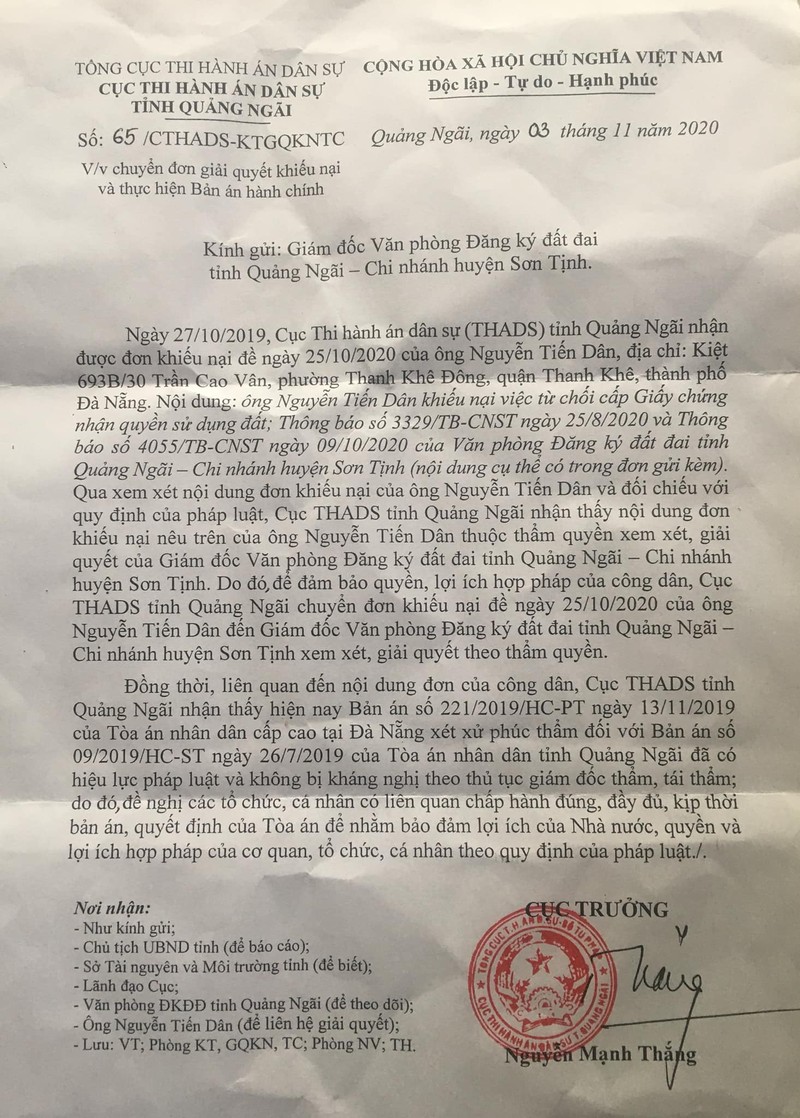 TỔNG CỤC THI HÀNH ÁN DÂN SỰ
CỤC THI HÀNH ÁN DÂN SỰ
TỈNH QUẢNG NGÃI
Số: 65 /CTHADS-KTGQKNTC
V/v chuyển đơn giải quyết khiếu nại
và thực hiện Bản án hành chính
CỘNG HÒA XÃ HỘI CHỦ NGHĨA VIỆT NAM
Độc lập - Tự do - Hạnh phúc
Quảng Ngãi, ngày 03 tháng 11 năm 2020
Kính gửi: Giám đốc Văn phòng Đăng ký đất đai
tỉnh Quảng Ngãi – Chi nhánh huyện Sơn Tịnh.
Ngày 27/10/2019, Cục Thi hành án dân sự (THADS) tỉnh Quảng Ngãi nhận
được đơn khiếu nại đề ngày 25/10/2020 của ông Nguyễn Tiến Dân, địa chỉ: Kiệt
693B/30 Trần Cao Vân, phường Thanh Khê Đông, quận Thanh Khê, thành phố
Đà Nẵng. Nội dung: ông Nguyễn Tiến Dân khiếu nại việc từ chối cấp Giấy chứng
nhận quyền sử dụng đất; Thông báo số 3329/TB-CNST ngày 25/8/2020 và Thông
báo số 4055/TB-CNST ngày 09/10/2020 của Văn phòng Đăng ký đất đai tỉnh
Quảng Ngãi – Chi nhánh huyện Sơn Tịnh (nội dung cụ thể có trong đơn gửi kèm).
Qua xem xét nội dung đơn khiếu nại của ông Nguyễn Tiến Dân và đối chiếu với
quy định của pháp luật, Cục THADS tỉnh Quảng Ngãi nhận thấy nội dung đơn
khiếu nại nêu trên của ông Nguyễn Tiến Dân thuộc thẩm quyền xem xét, giải
quyết của Giám đốc Văn phòng Đăng ký đất đai tỉnh Quảng Ngãi – Chi nhánh
huyện Sơn Tịnh. Do đó, để đảm bảo quyền, lợi ích hợp pháp của công dân, Cục
THADS tỉnh Quảng Ngãi chuyển đơn khiếu nại đề ngày 25/10/2020 của ông
Nguyễn Tiến Dân đến Giám đốc Văn phòng Đăng ký đất đai tỉnh Quảng Ngãi –
Chi nhánh huyện Sơn Tịnh xem xét, giải quyết theo thẩm quyền.
Đồng thời, liên quan đến nội dung đơn của công dân, Cục THADS tỉnh
Quảng Ngãi nhận thấy hiện nay Bản án số 221/2019/HC-PT ngày 13/11/2019
của Tòa án nhân dân cấp cao tại Đà Nẵng xét xử phúc thẩm đối với Bản án số
09/2019/HC-ST ngày 26/7/2019 của Tòa án nhân dân tỉnh Quảng Ngãi đã có
hiệu lực pháp luật và không bị kháng nghị theo thủ tục giám đốc thẩm, tái thẩm;
do đó, đề nghị các tổ chức, cá nhân có liên quan chấp hành đúng, đầy đủ, kịp thời
bản án, quyết định của Tòa án để nhằm bảo đảm lợi ích của Nhà nước, quyền và
lợi ích hợp pháp của cơ quan, tổ chức, cá nhân theo quy định của pháp luật./.
Nơi nhận:
- Như kính gửi;
- Chủ tịch UBND tỉnh (để báo cáo);
- Sở Tài nguyên và Môi trường tỉnh (để biết);
- Lãnh đạo Cục;
- Văn phòng ĐKĐĐ tỉnh Quảng Ngãi (để theo dõi);
- Ông Nguyễn Tiến Dân (để liên hệ giải quyết);
- Lưu: VT; Phòng KT, GQKN, TC; Phòng NV; TH.
CỤC TRƯỞNG
TỔNG CỤC T.H.ÁN D.SỰ-BỘ TƯ PHÁP
CỤC THI HÀNH ÁN DÂN SỰ T.QUẢNG NGÃI
Nguyễn Mạnh Thắng